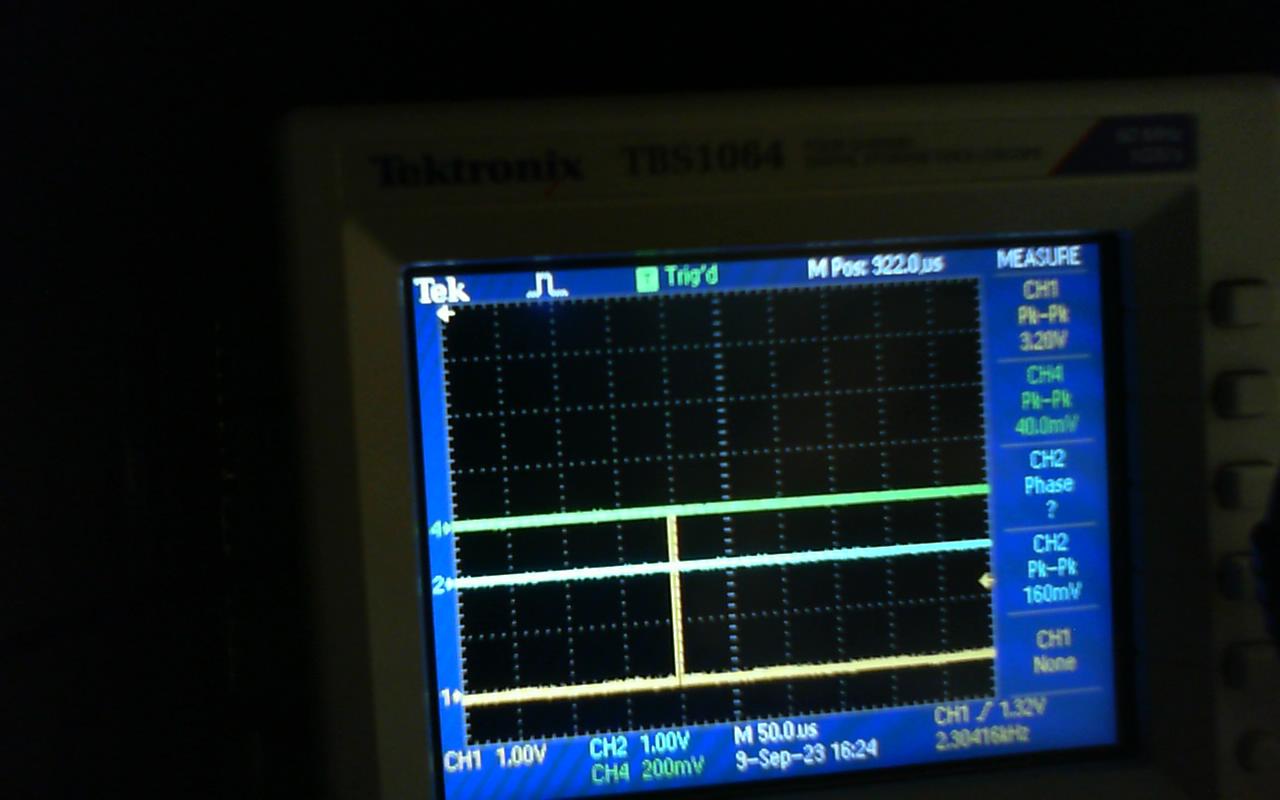 Tektronix TBS1064
Tek T Trig'd M Pos: 322.0µs MEASURE
CH1
Pk-Pk
3.20V
CH4
Pk-Pk
40.0mV
CH2
Phase
?
CH2
Pk-Pk
160mV
CH1
None
4
2
1
CH1 1.00V CH2 1.00V M 50.0µs CH1 1.32V
CH4 200mV 9-Sep-23 16:24 2.30416kHz